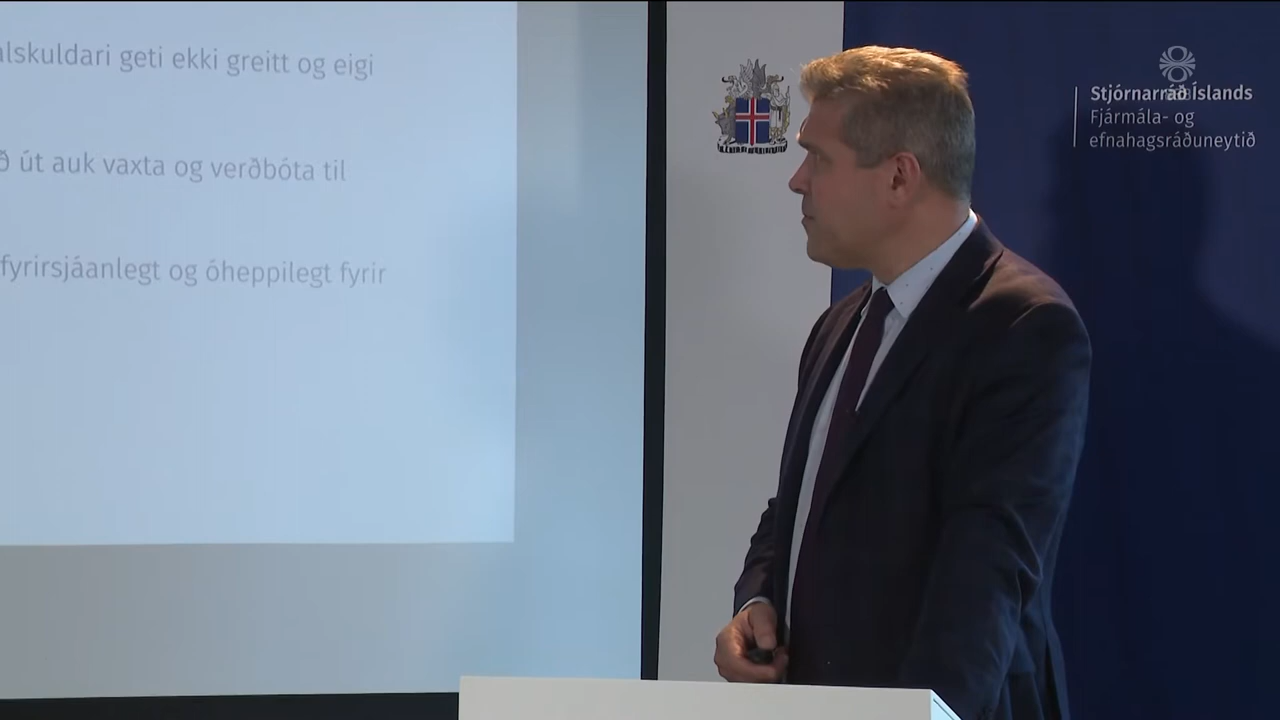 alskuldari geti ekki greitt og eigi
ð út auk vaxta og verðbóta til
fyrirsjáanlegt og óheppilegt fyrir
Stjórnarráð Íslands
Fjármála- og
efnahagsráðuneytið